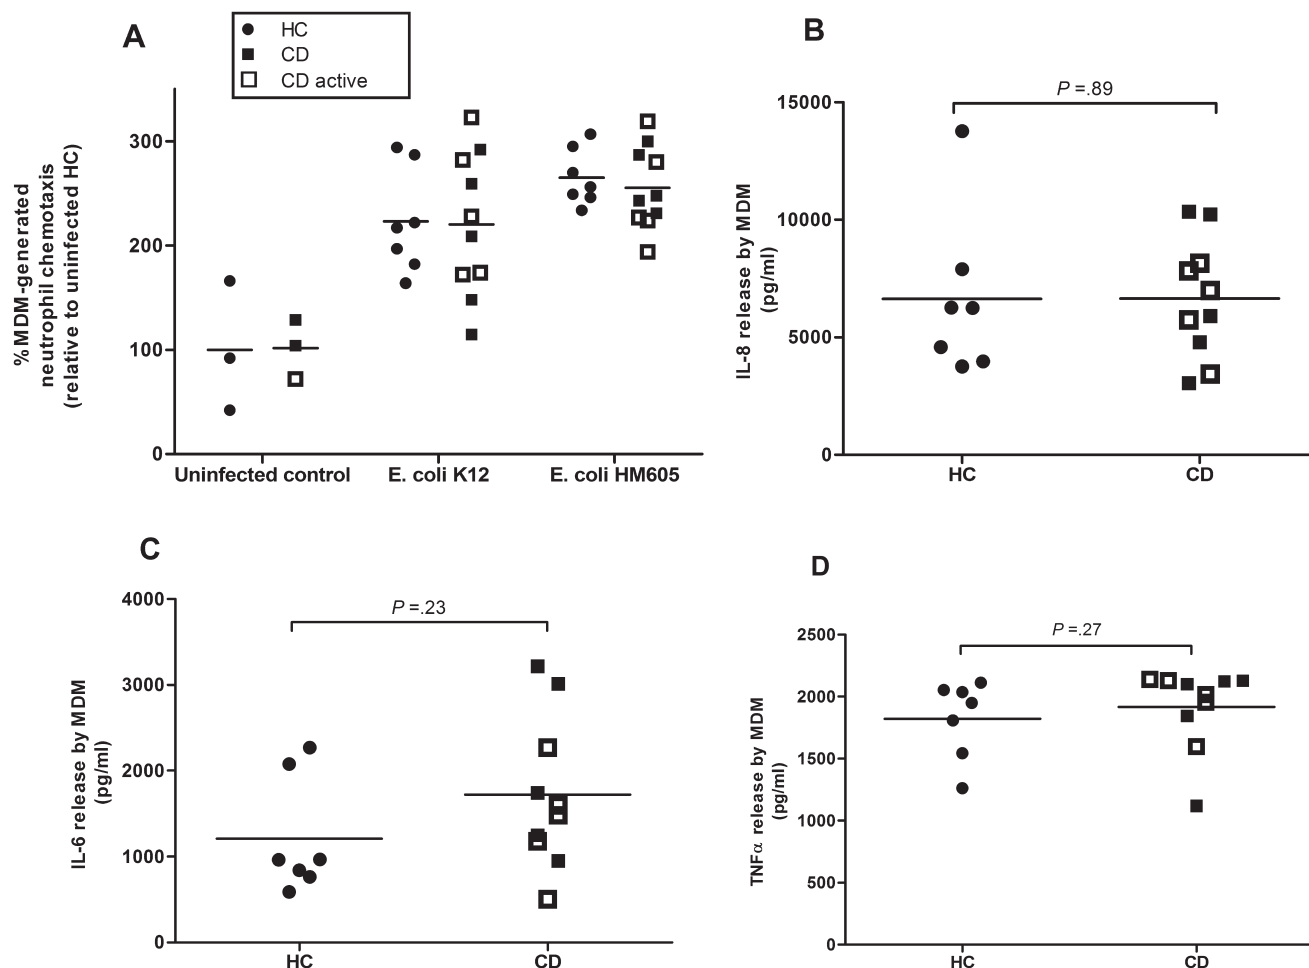 A
HC
CD
CD active
%MDM-generated
neutrophil chemotaxis
(relative to uninfected HC)
300
200
100
0
Uninfected control
E. coli K12
E. coli HM605
B
P =.89
IL-8 release by MDM
(pg/ml)
15000
10000
5000
0
HC
CD
C
P =.23
IL-6 release by MDM
(pg/ml)
4000
3000
2000
1000
0
HC
CD
D
P =.27
TNFα release by MDM
(pg/ml)
2500
2000
1500
1000
500
0
HC
CD